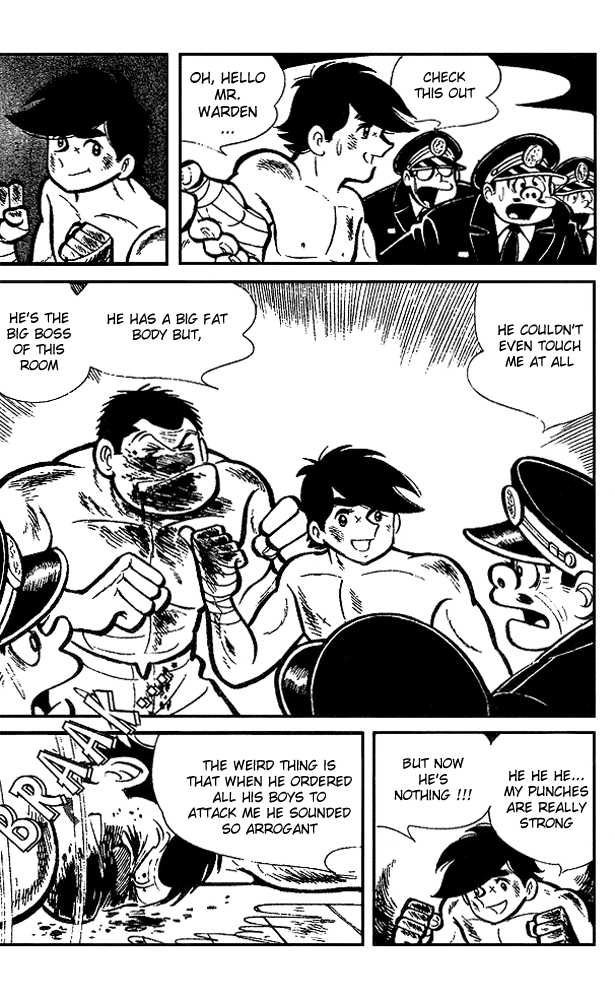 OH, HELLO
MR.
WARDEN
...
CHECK
THIS OUT
HE'S THE
BIG BOSS
OF THIS
ROOM
HE HAS A BIG FAT
BODY BUT,
HE COULDN'T
EVEN TOUCH
ME AT ALL
BRAAK
THE WEIRD THING IS
THAT WHEN HE ORDERED
ALL HIS BOYS TO
ATTACK ME HE SOUNDED
SO ARROGANT
BUT NOW
HE'S
NOTHING !!!
HE HE HE...
MY PUNCHES
ARE REALLY
STRONG